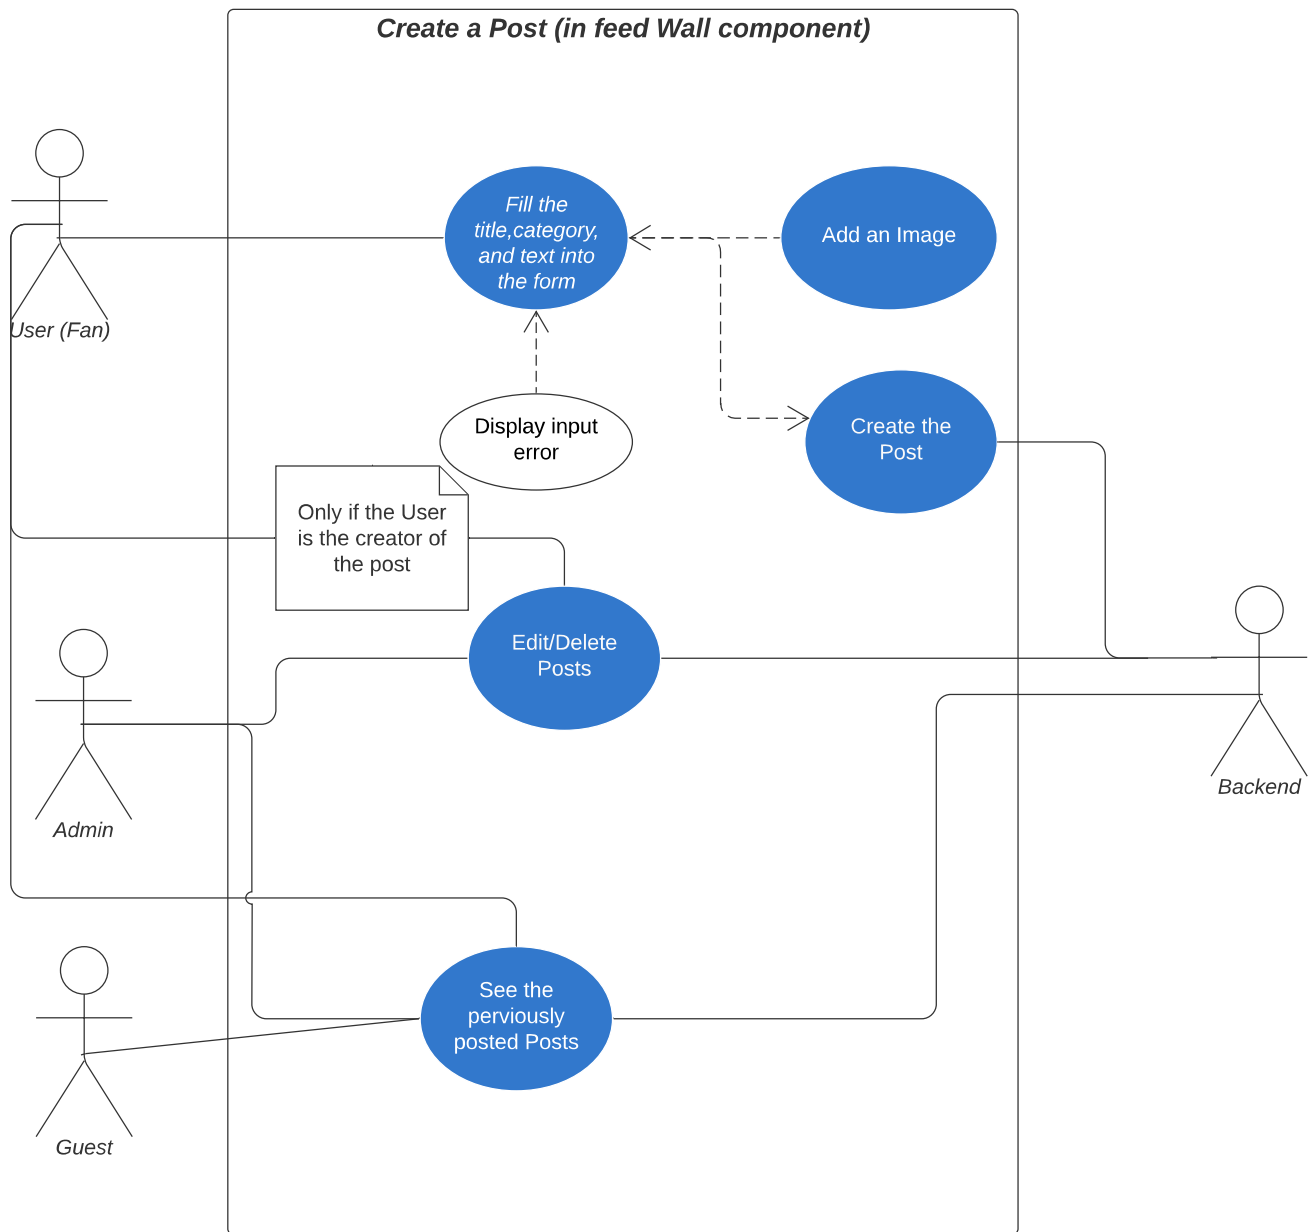 Create a Post (in feed Wall component)
Fill the
title,category,
and text into
the form
Add an Image
User (Fan)
Display input
error
Create the
Post
Only if the User
is the creator of
the post
Edit/Delete
Posts
Backend
Admin
See the
perviously
posted Posts
Guest